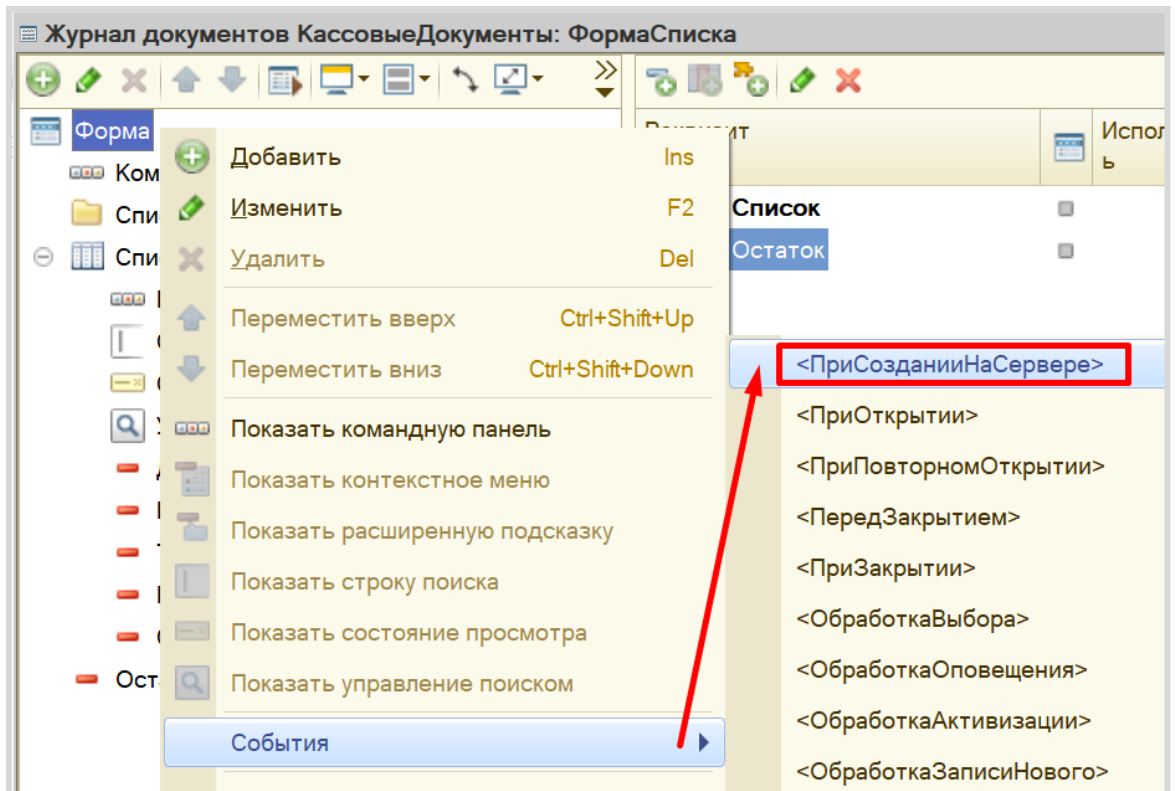 Журнал документов КассовыеДокументы: ФормаСписка
Форма
Добавить Ins
Изменить F2
Удалить Del
Переместить вверх Ctrl+Shift+Up
Переместить вниз Ctrl+Shift+Down
Показать командную панель
Показать контекстное меню
Показать расширенную подсказку
Показать строку поиска
Показать состояние просмотра
Показать управление поиском
События
Ком
Спи
Спи
Ост
Испол
ь
Список
Остаток
<ПриСозданииНаСервере>
<ПриОткрытии>
<ПриПовторномОткрытии>
<ПередЗакрытием>
<ПриЗакрытии>
<ОбработкаВыбора>
<ОбработкаОповещения>
<ОбработкаАктивизации>
<ОбработкаЗаписиНового>